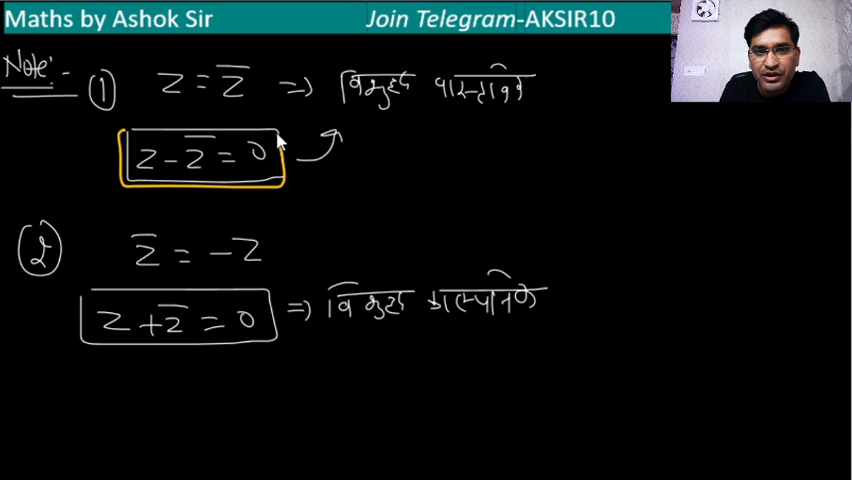 Maths by Ashok Sir Join Telegram-AKSIR10
Note:- (1) Z = Z̅ => विशुद्ध वास्तविक
Z - Z̅ = 0
(2) Z̅ = -Z
Z + Z̅ = 0 => विशुद्ध काल्पनिक